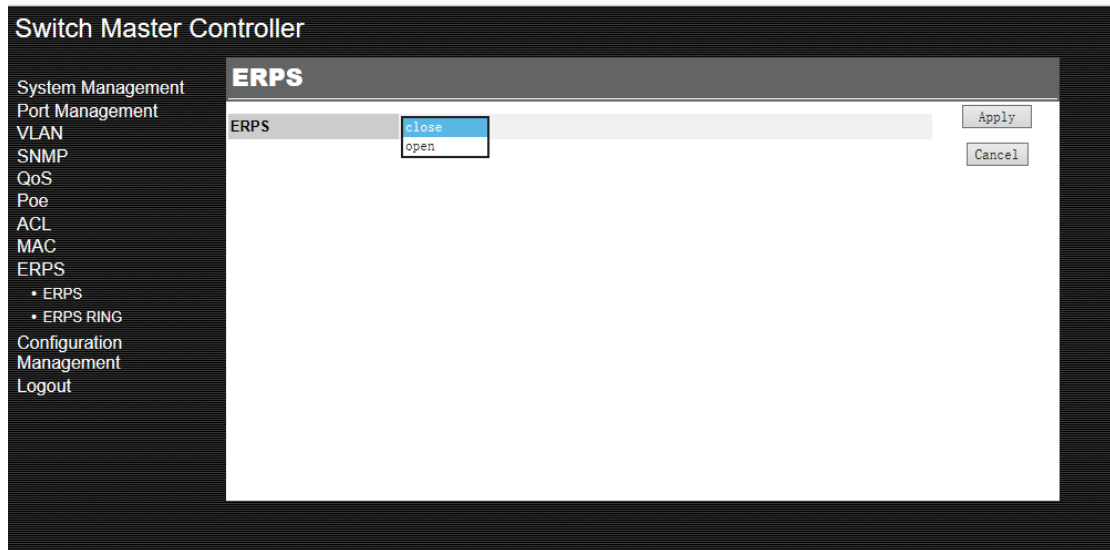 Switch Master Controller
System Management
Port Management
VLAN
SNMP
QoS
Poe
ACL
MAC
ERPS
• ERPS
• ERPS RING
Configuration
Management
Logout
ERPS
ERPS
close
open
Apply
Cancel